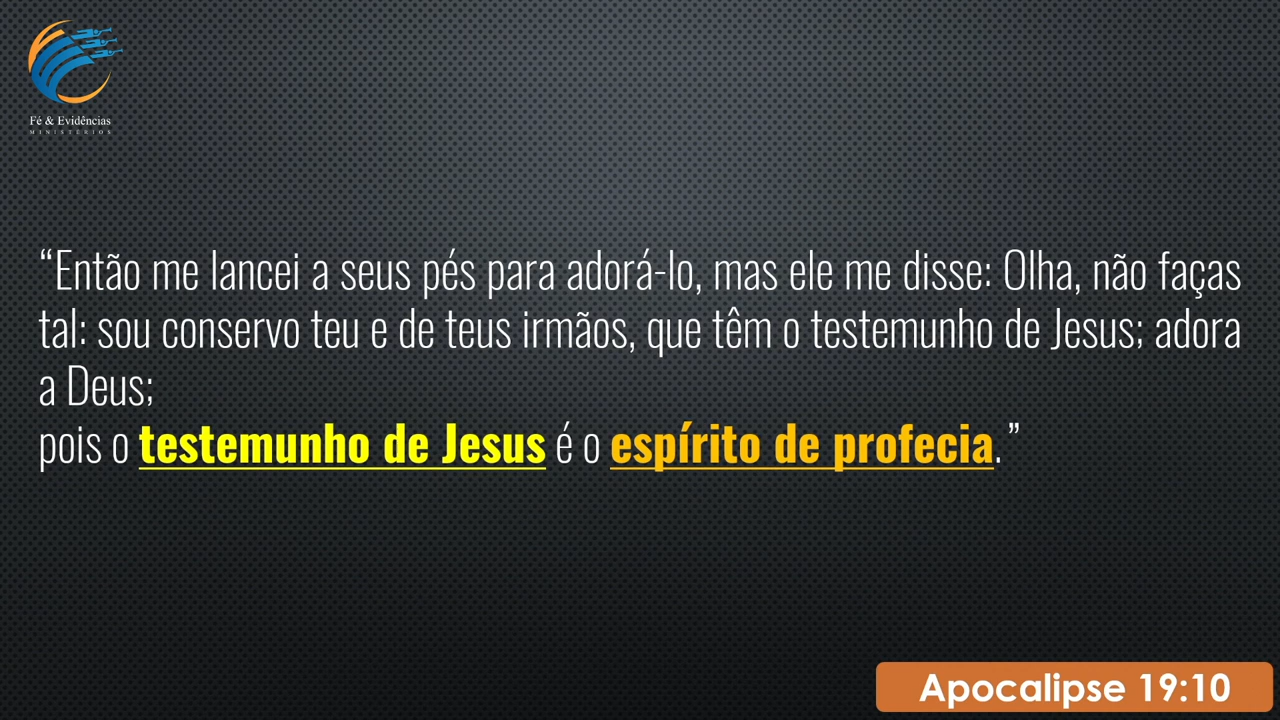 Fé & Evidências
MINISTÉRIOS
“Então me lancei a seus pés para adorá-lo, mas ele me disse: Olha, não faças
tal: sou conservo teu e de teus irmãos, que têm o testemunho de Jesus; adora
a Deus;
pois o testemunho de Jesus é o espírito de profecia.”
Apocalipse 19:10